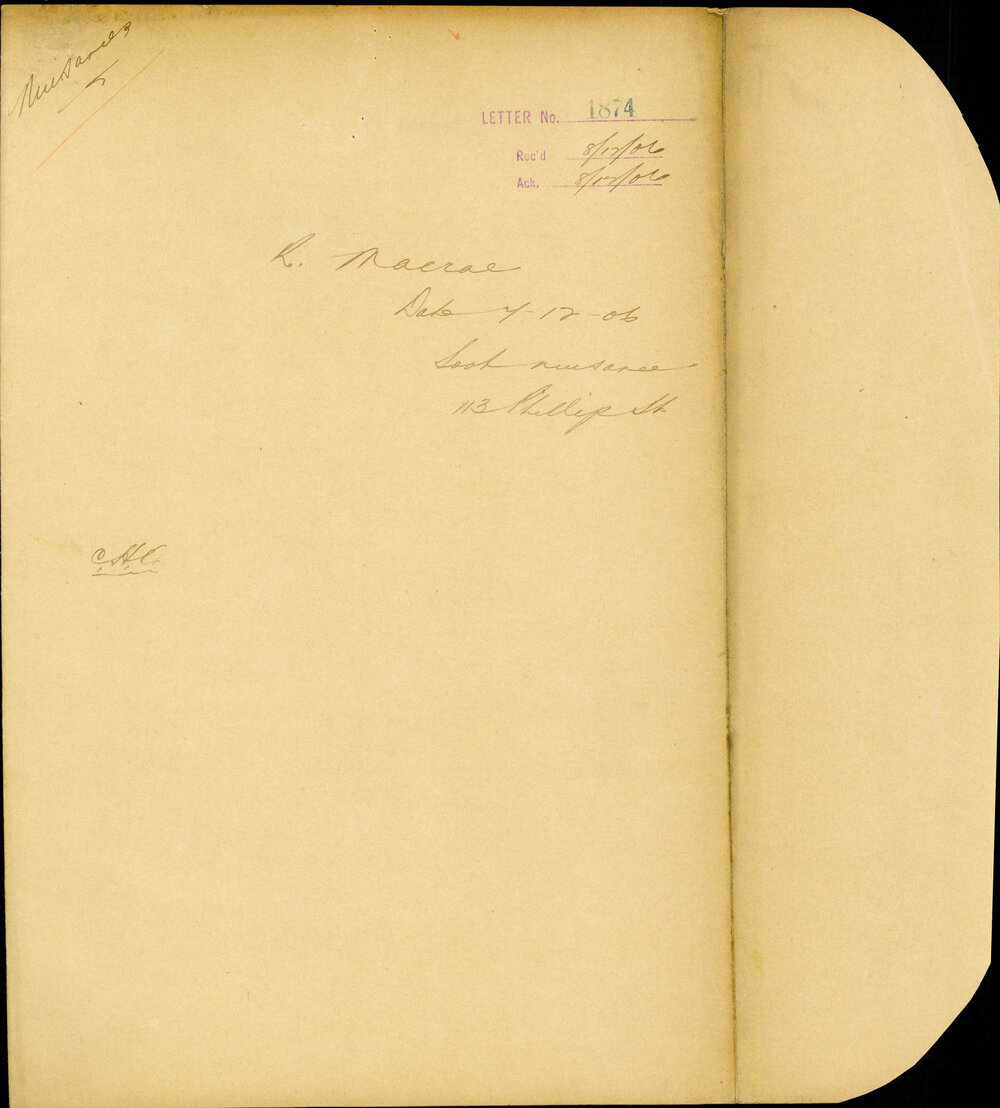 Nuisances
LETTER No. 1874
Rec'd 8/12/06
Ack. 8/12/06
R. Macrae
Date 7-12-06
Soot nuisance
113 Phillip St